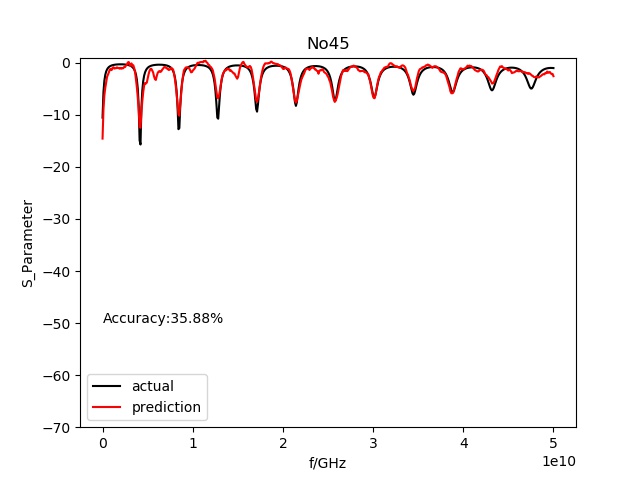 No45
0
−10
−20
−30
−40
−50
−60
−70
S_Parameter
Accuracy:35.88%
actual
prediction
0 1 2 3 4 5
1e10
f/GHz